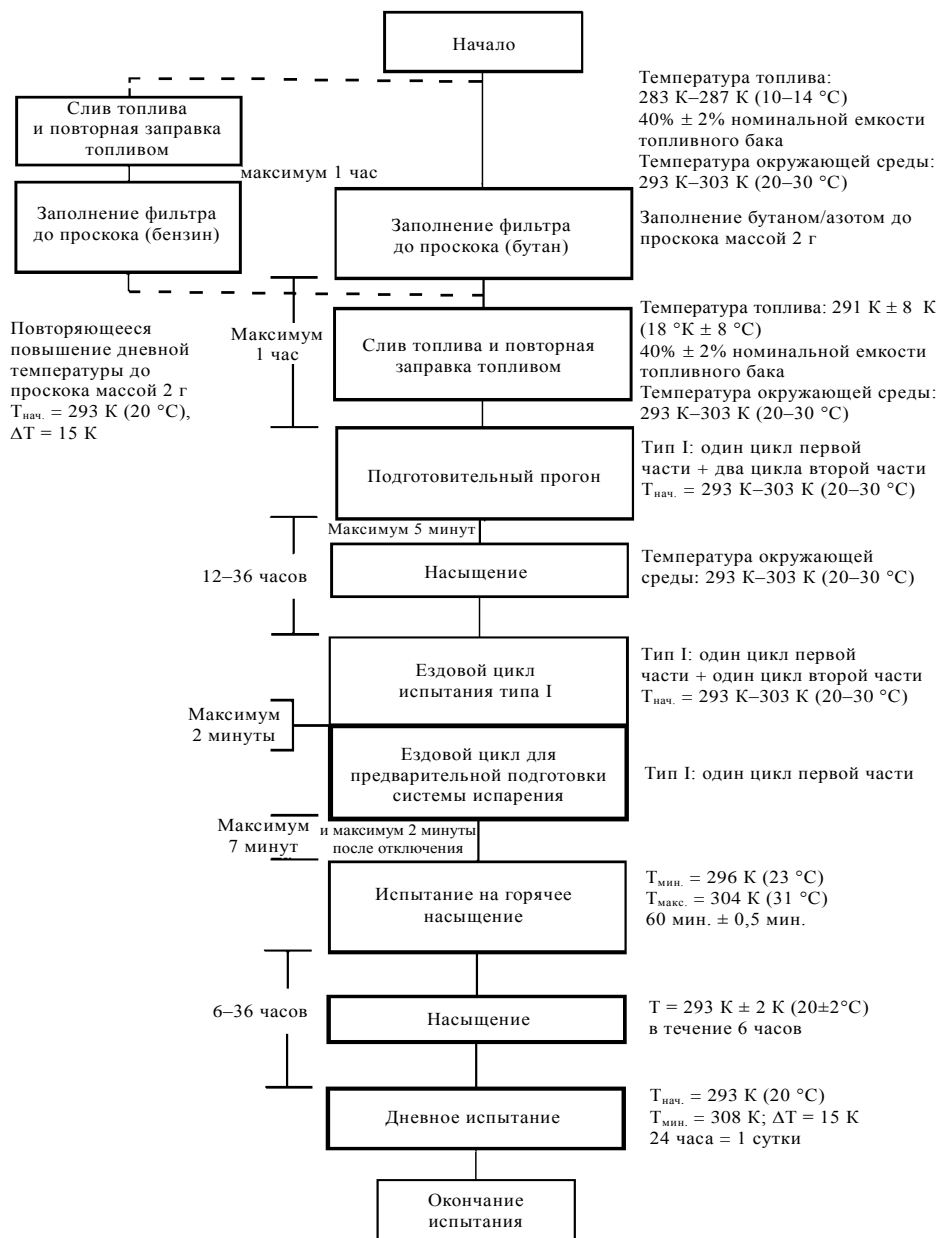 Начало
Температура топлива:
283 К–287 К (10–14 °C)
40% ± 2% номинальной емкости
топливного бака
Температура окружающей среды:
293 К–303 К (20–30 °C)
Слив топлива
и повторная заправка
топливом
максимум 1 час
Заполнение фильтра
до проскока (бензин)
Заполнение фильтра
до проскока (бутан)
Заполнение бутаном/азотом до
проскока массой 2 г
Повторяющееся
повышение дневной
температуры до
проскока массой 2 г
Tнач. = 293 К (20 °C),
ΔT = 15 К
Максимум
1 час
Слив топлива и повторная
заправка топливом
Температура топлива: 291 К ± 8 К
(18 °К ± 8 °C)
40% ± 2% номинальной емкости
топливного бака
Температура окружающей среды:
293 К–303 К (20–30 °C)
Подготовительный прогон
Тип I: один цикл первой
части + два цикла второй части
Tнач. = 293 К–303 К (20–30 °C)
Максимум 5 минут
12–36 часов
Насыщение
Температура окружающей
среды: 293 К–303 К (20–30 °C)
Ездовой цикл
испытания типа I
Тип I: один цикл первой
части + один цикл второй части
Tнач. = 293 К–303 К (20–30 °C)
Максимум
2 минуты
Ездовой цикл для
предварительной подготовки
системы испарения
Тип I: один цикл первой части
Максимум
7 минут
и максимум 2 минуты
после отключения
Испытание на горячее
насыщение
Tмин. = 296 К (23 °C)
Tмакс. = 304 К (31 °C)
60 мин. ± 0,5 мин.
6–36 часов
Насыщение
T = 293 К ± 2 К (20±2°C)
в течение 6 часов
Дневное испытание
Tнач. = 293 К (20 °C)
Tмин. = 308 К; ΔT = 15 К
24 часа = 1 сутки
Окончание
испытания